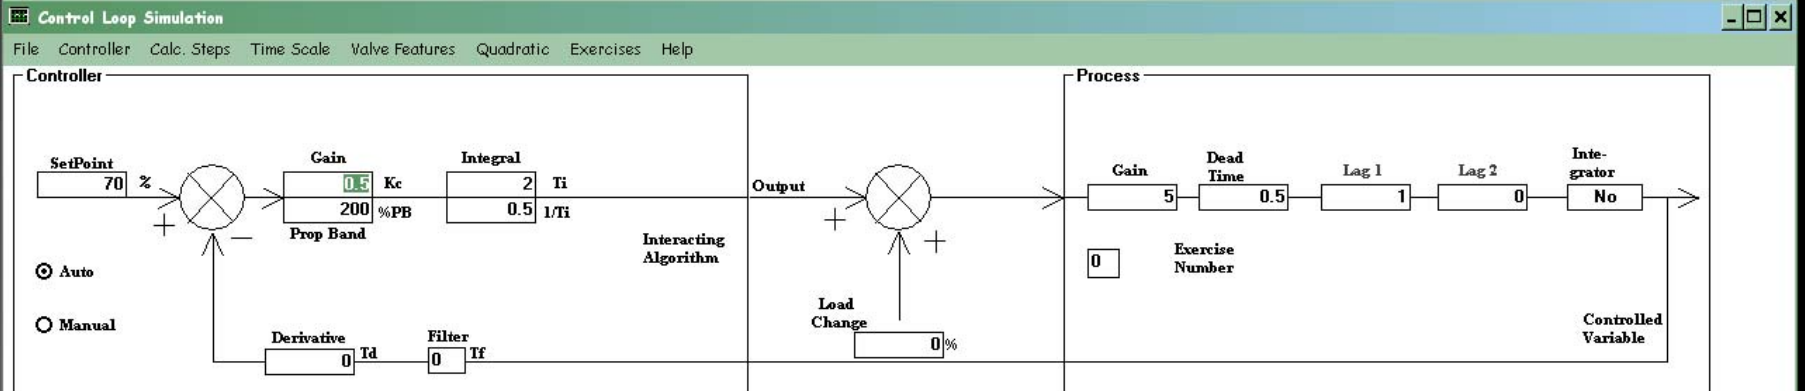 Control Loop Simulation
File Controller Calc. Steps Time Scale Valve Features Quadratic Exercises Help
Controller
SetPoint
70 %
+
−
Gain
0.5 Kc
200 %PB
Prop Band
Integral
2 Ti
0.5 1/Ti
Interacting
Algorithm
Auto
Manual
Derivative
0 Td
Filter
0 Tf
Output
+
+
Load
Change
0 %
Process
Gain
5
Dead
Time
0.5
Lag 1
1
Lag 2
0
Inte-
grator
No
0
Exercise
Number
Controlled
Variable